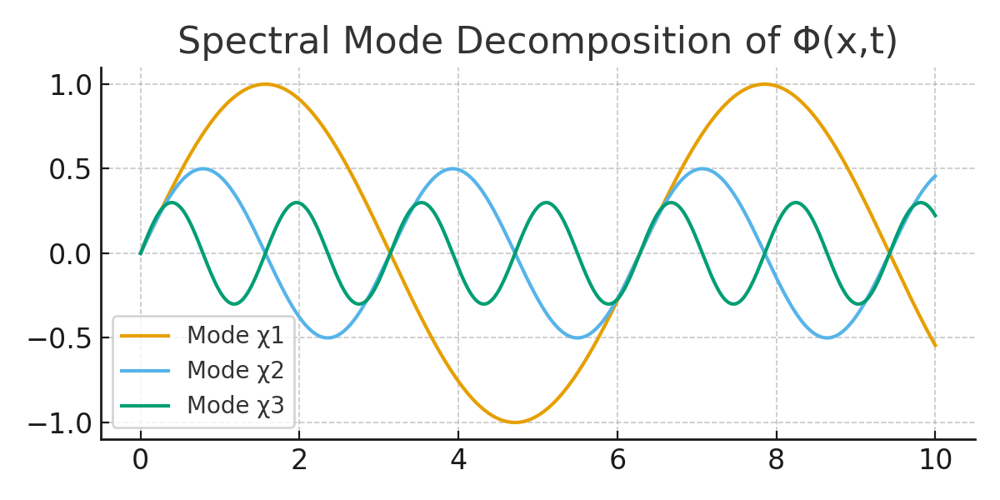 Spectral Mode Decomposition of Φ(x,t)
1.0
0.5
0.0
−0.5
−1.0
Mode χ1
Mode χ2
Mode χ3
0 2 4 6 8 10